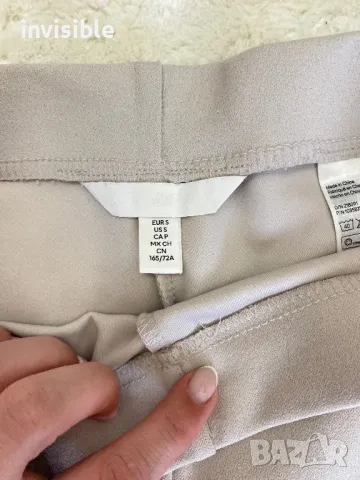 invisible
EUR S
US S
CA P
MX CH
CN
165/72A
Made in China
40
BAZAR